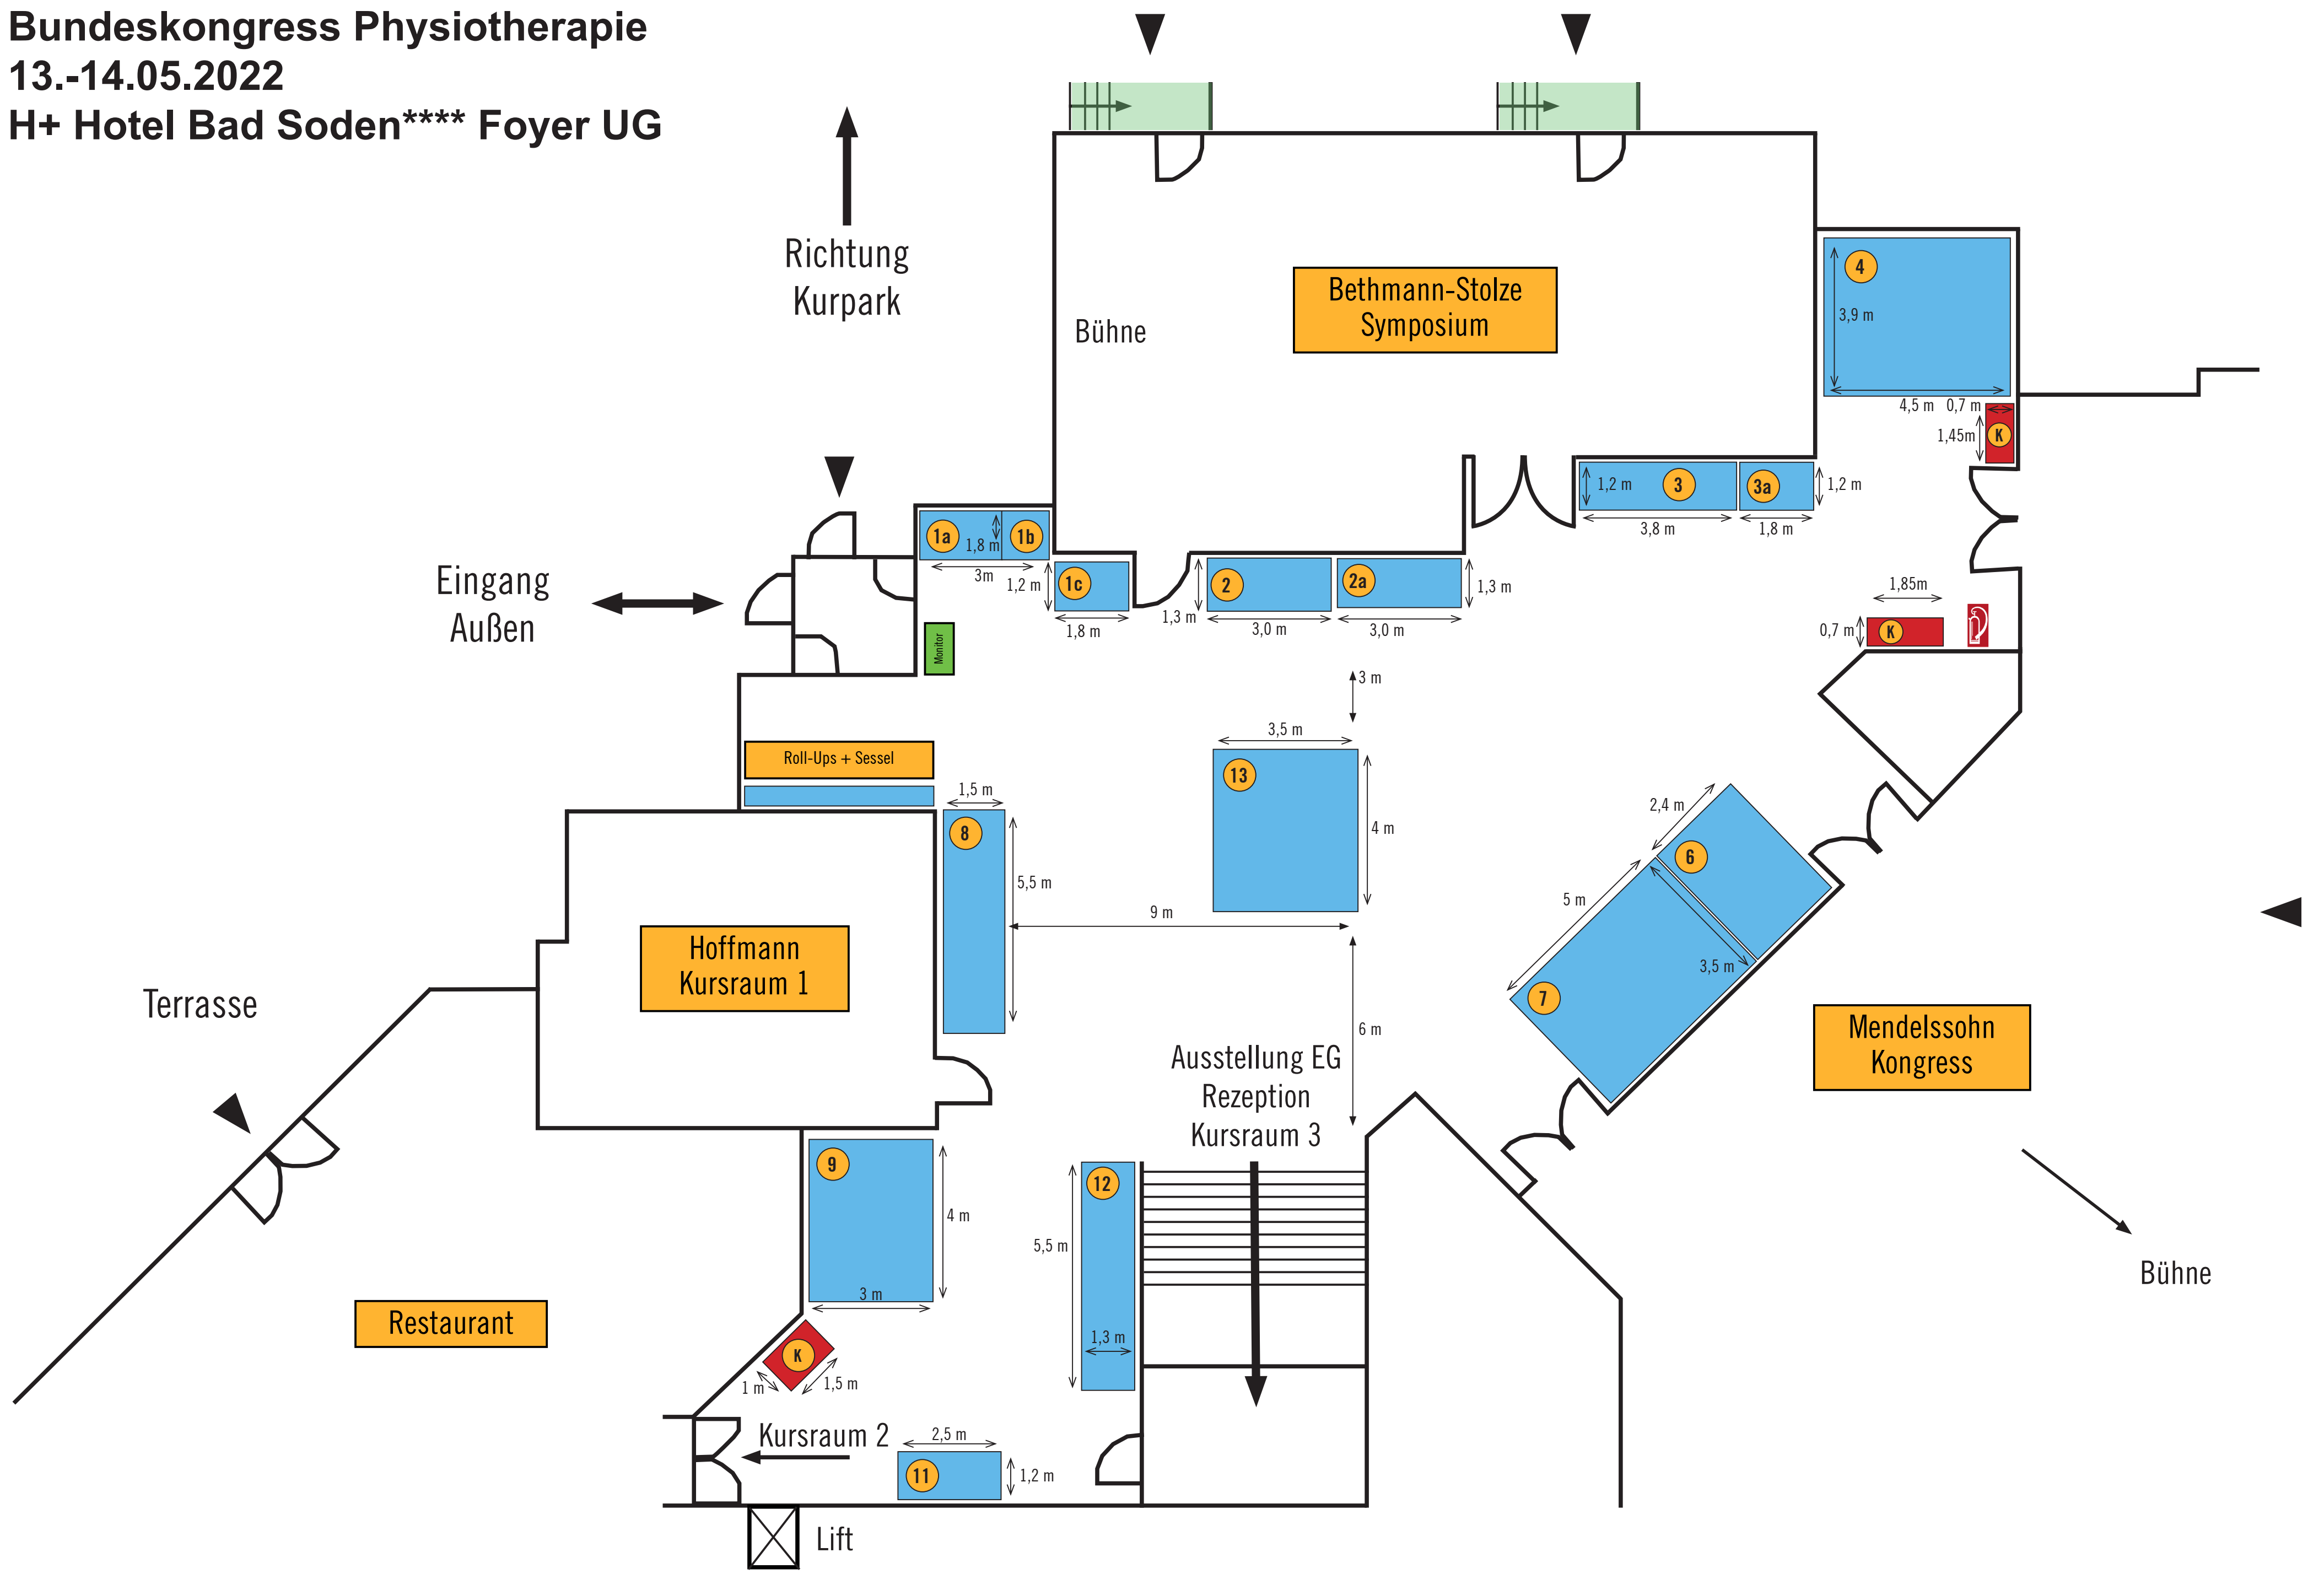 Bundeskongress Physiotherapie
13.-14.05.2022
H+ Hotel Bad Soden**** Foyer UG
Richtung
Kurpark
Bühne
Bethmann-Stolze
Symposium
4
3,9 m
4,5 m
0,7 m
1,45m
K
1,2 m
3
3a
1,2 m
3,8 m
1,8 m
1a
1,8 m
1b
3m
1,2 m
1c
1,8 m
1,3 m
2
2a
1,3 m
3,0 m
3,0 m
Eingang
Außen
Monitor
1,85m
0,7 m
K
3 m
Roll-Ups + Sessel
3,5 m
13
4 m
1,5 m
8
5,5 m
9 m
2,4 m
6
5 m
3,5 m
7
Hoffmann
Kursraum 1
Terrasse
6 m
Mendelssohn
Kongress
Ausstellung EG
Rezeption
Kursraum 3
9
4 m
3 m
12
5,5 m
1,3 m
Bühne
Restaurant
K
1 m
1,5 m
Kursraum 2
2,5 m
11
1,2 m
Lift